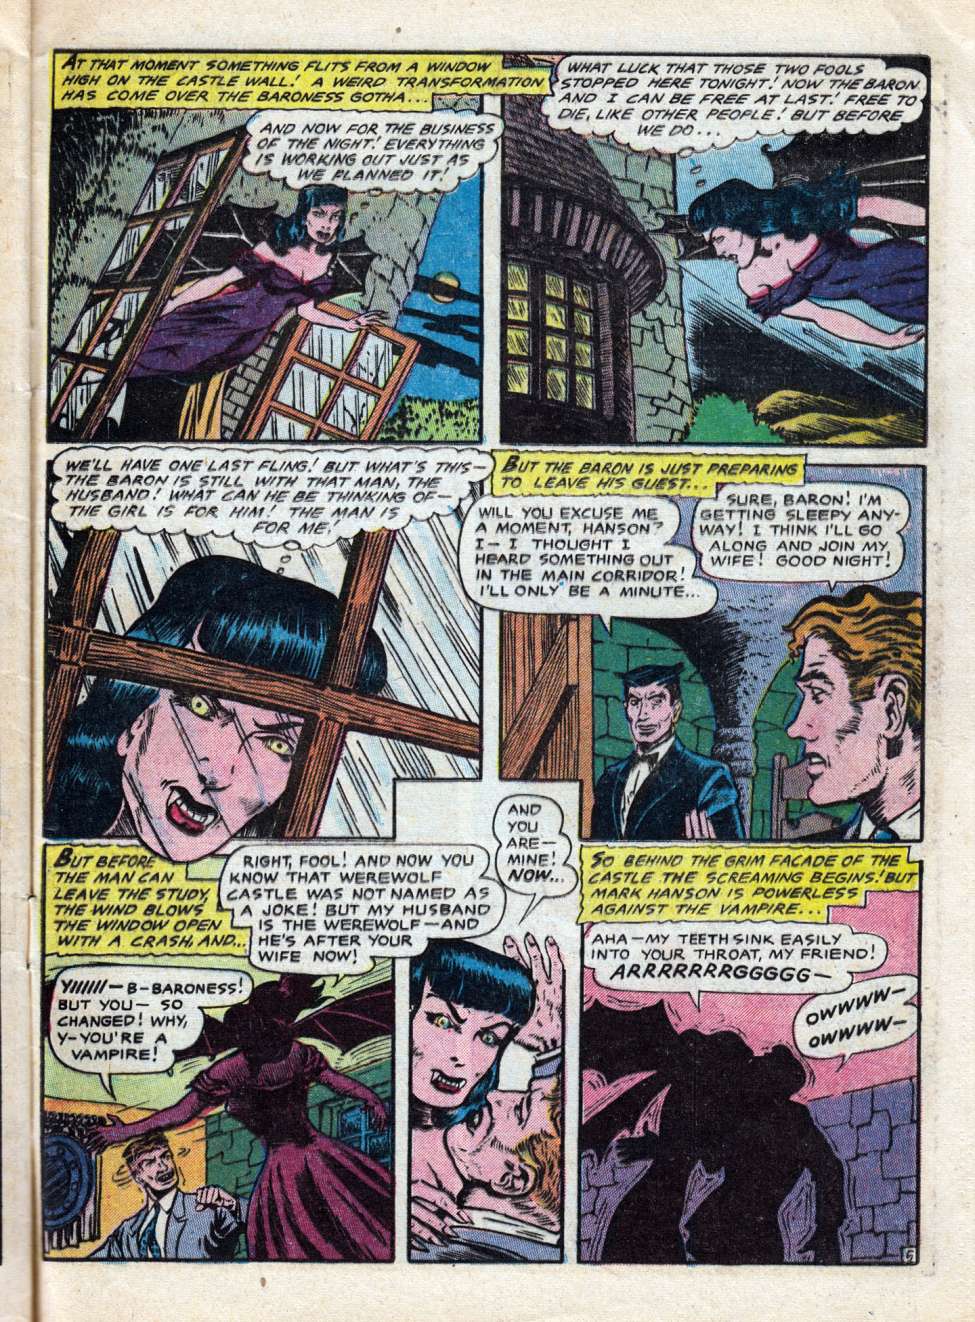 AT THAT MOMENT SOMETHING FLITS FROM A WINDOW
HIGH ON THE CASTLE WALL! A WEIRD TRANSFORMATION
HAS COME OVER THE BARONESS GOTHA...
AND NOW FOR THE BUSINESS
OF THE NIGHT! EVERYTHING
IS WORKING OUT JUST AS
WE PLANNED IT!
WHAT LUCK THAT THOSE TWO FOOLS
STOPPED HERE TONIGHT! NOW THE BARON
AND I CAN BE FREE AT LAST! FREE TO
DIE, LIKE OTHER PEOPLE! BUT BEFORE
WE DO...
WE'LL HAVE ONE LAST FLING! BUT WHAT'S THIS—
THE BARON IS STILL WITH THAT MAN, THE
HUSBAND! WHAT CAN HE BE THINKING OF—
THE GIRL IS FOR HIM! THE MAN IS
FOR ME!
BUT THE BARON IS JUST PREPARING
TO LEAVE HIS GUEST...
WILL YOU EXCUSE ME
A MOMENT, HANSON?
I— I THOUGHT I
HEARD SOMETHING OUT
IN THE MAIN CORRIDOR!
I'LL ONLY BE A MINUTE...
SURE, BARON! I'M
GETTING SLEEPY ANY-
WAY! I THINK I'LL GO
ALONG AND JOIN MY
WIFE! GOOD NIGHT!
BUT BEFORE
THE MAN CAN
LEAVE THE STUDY,
THE WIND BLOWS
THE WINDOW OPEN
WITH A CRASH, AND...
YIIIIII—B-BARONESS!
BUT YOU— SO
CHANGED! WHY,
Y-YOU'RE A
VAMPIRE!
RIGHT, FOOL! AND NOW YOU
KNOW THAT WEREWOLF
CASTLE WAS NOT NAMED AS
A JOKE! BUT MY HUSBAND
IS THE WEREWOLF—AND
HE'S AFTER YOUR
WIFE NOW!
AND
YOU
ARE—
MINE!
NOW...
SO BEHIND THE GRIM FACADE OF THE
CASTLE THE SCREAMING BEGINS! BUT
MARK HANSON IS POWERLESS
AGAINST THE VAMPIRE...
AHA—MY TEETH SINK EASILY
INTO YOUR THROAT, MY FRIEND!
ARRRRRRRGGGGG—
OWWWW—
OWWWW—
5